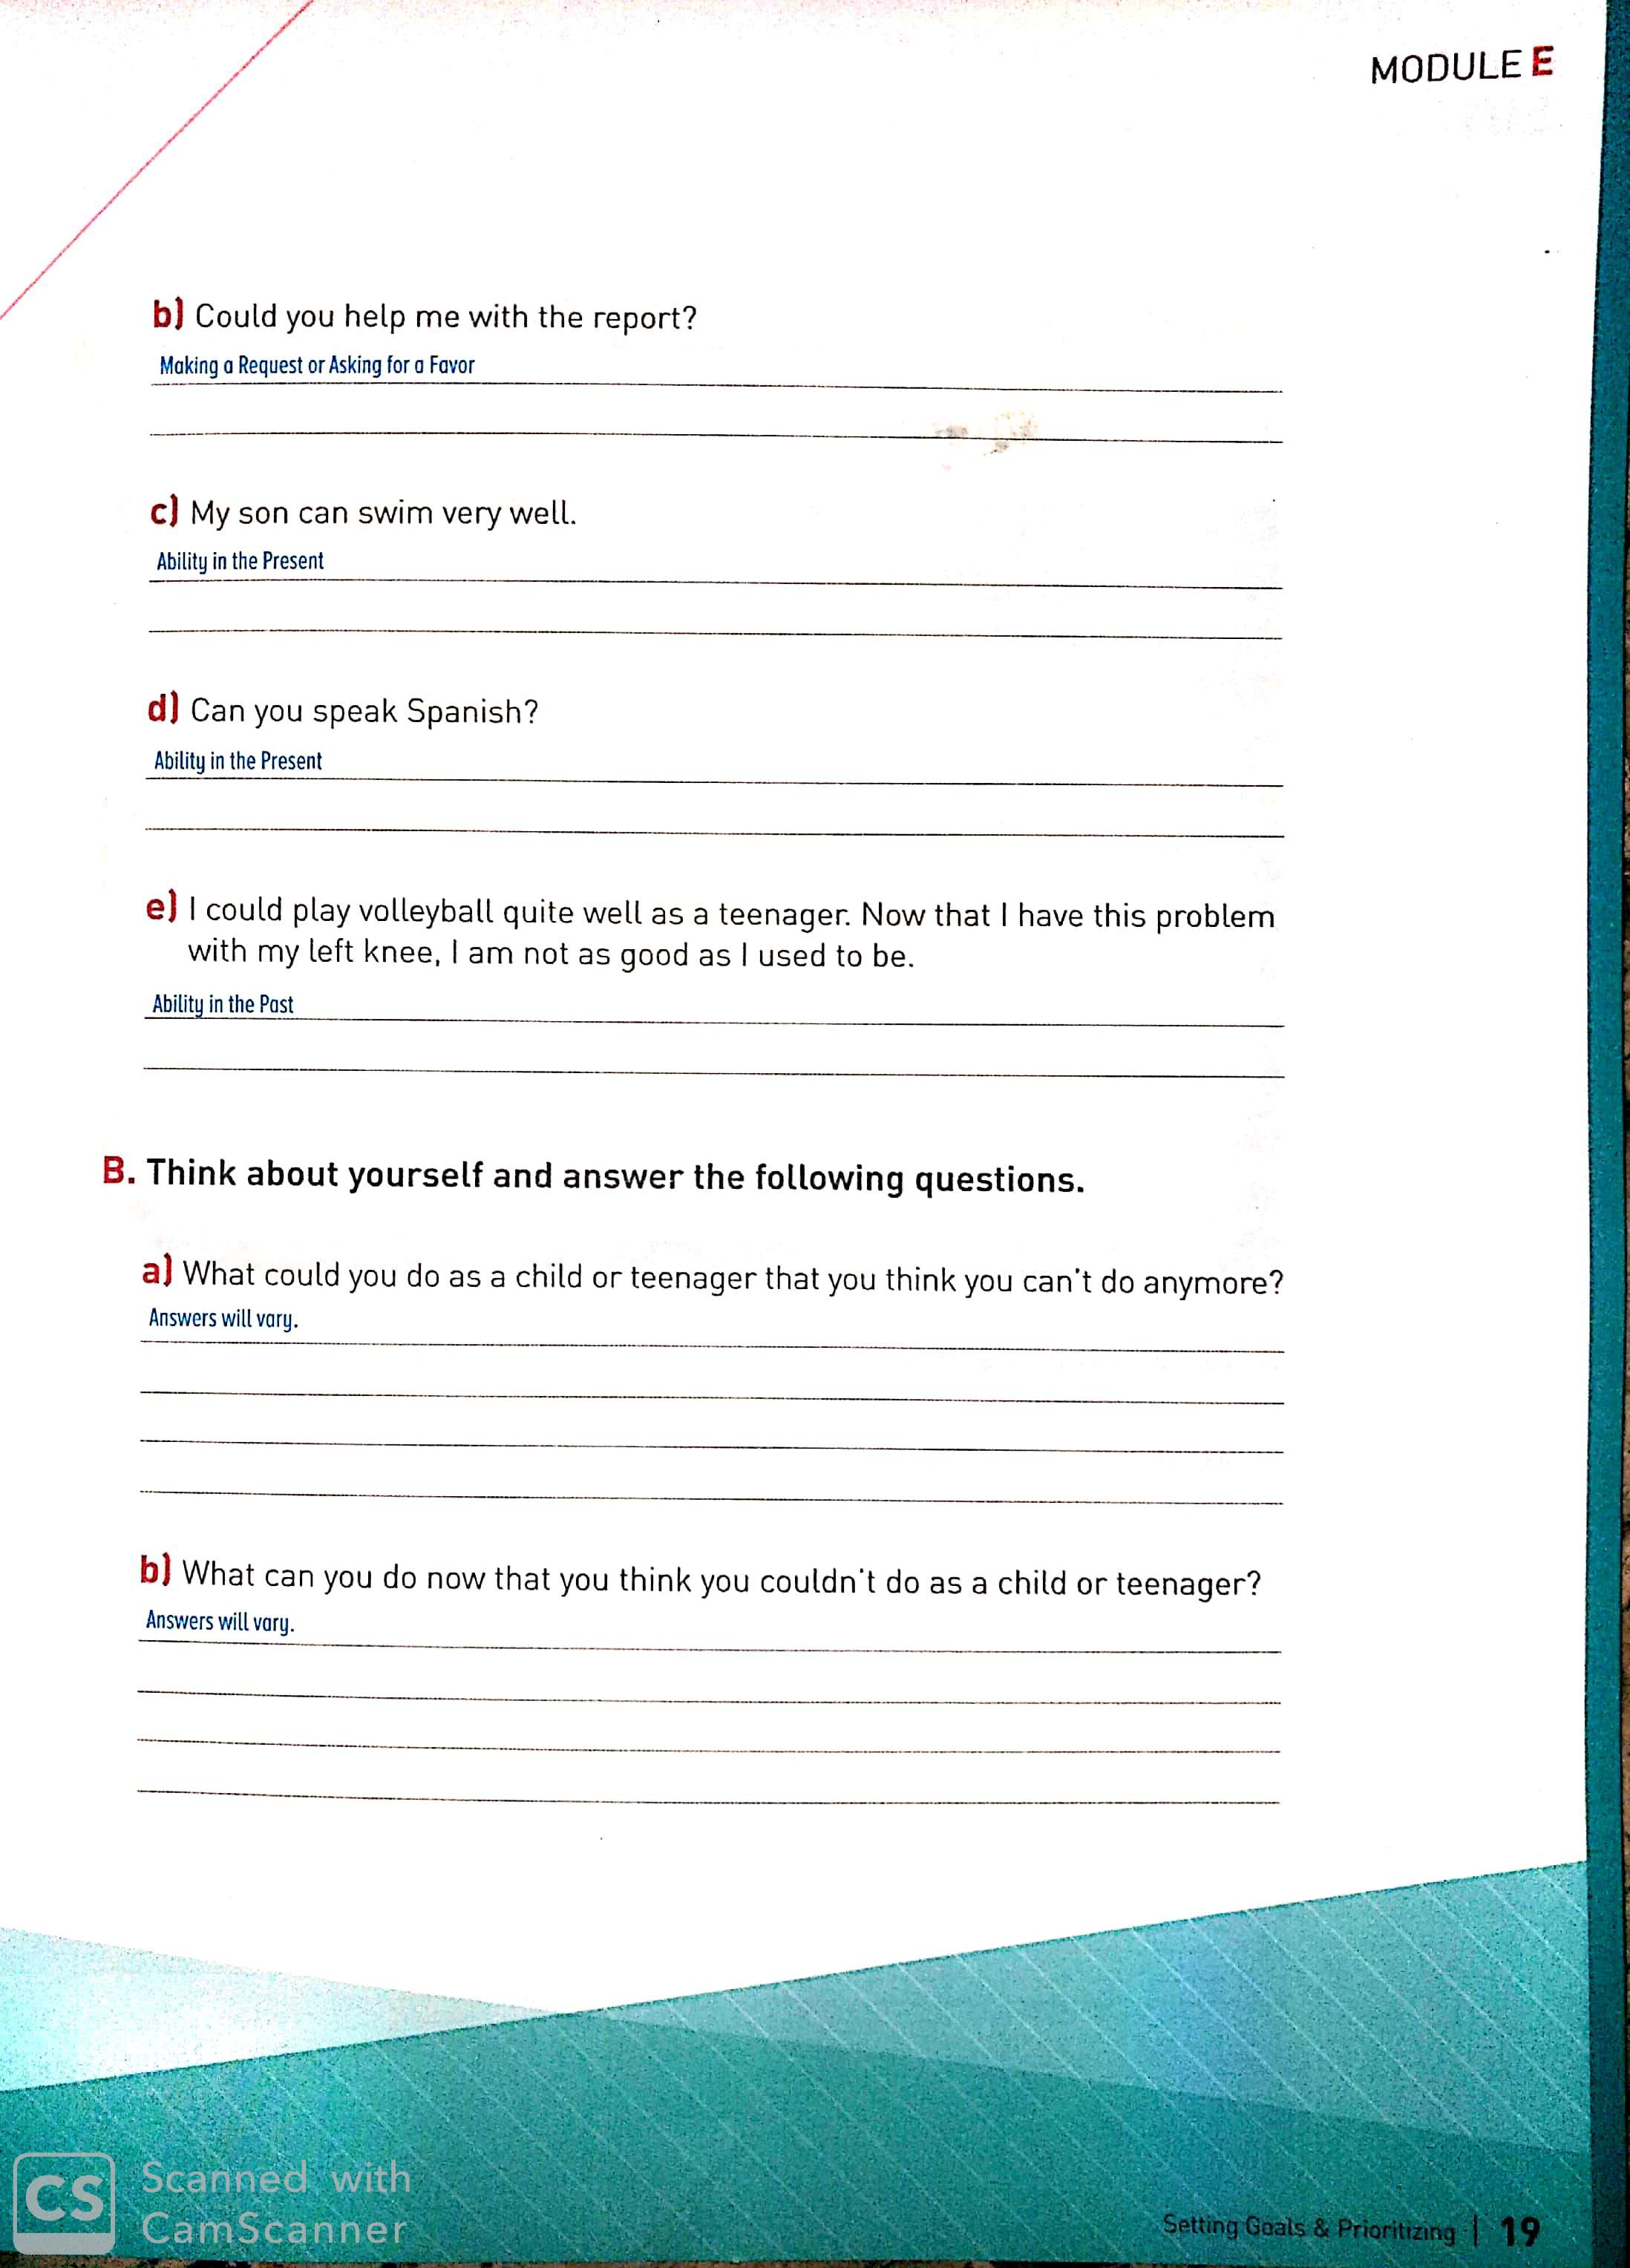 MODULE E
b) Could you help me with the report?
Making a Request or Asking for a Favor
c) My son can swim very well.
Ability in the Present
d) Can you speak Spanish?
Ability in the Present
e) I could play volleyball quite well as a teenager. Now that I have this problem
with my left knee, I am not as good as I used to be.
Ability in the Past
B. Think about yourself and answer the following questions.
a) What could you do as a child or teenager that you think you can't do anymore?
Answers will vary.
b) What can you do now that you think you couldn't do as a child or teenager?
Answers will vary.
CS Scanned with
CamScanner
Setting Goals & Prioritizing | 19